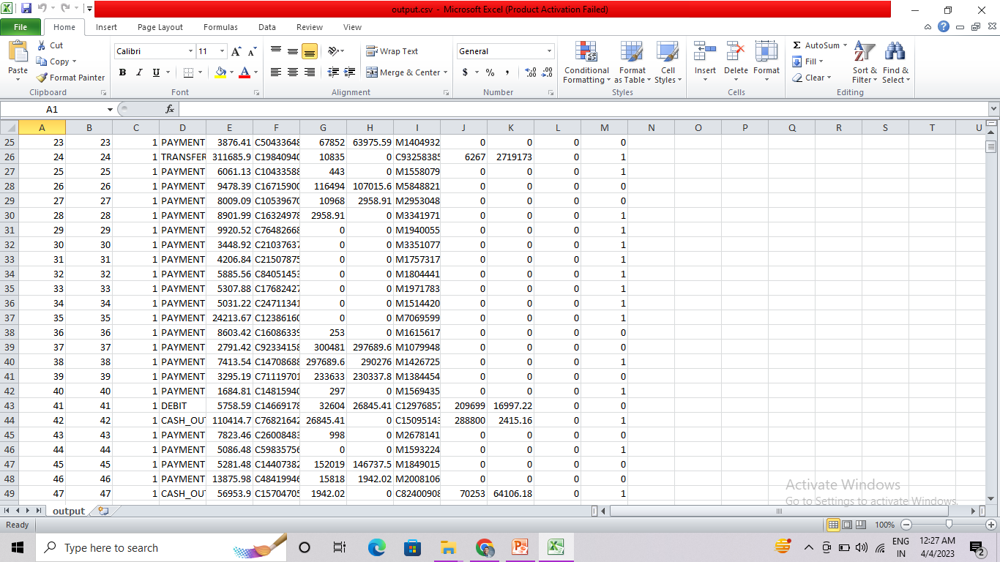 output.csv - Microsoft Excel (Product Activation Failed)
File Home Insert Page Layout Formulas Data Review View
Paste Cut Copy Format Painter Clipboard
Calibri 11 A A B I U A Font
Wrap Text Merge & Center Alignment
General $ % , .0 .00 .00 .0 Number
Conditional Formatting Format as Table Cell Styles Styles
Insert Delete Format Cells
Σ AutoSum Fill Clear Sort & Filter Find & Select Editing
A1 fx
A B C D E F G H I J K L M N O P Q R S T U
25 23 23 1 PAYMENT 3876.41 C50433648 67852 63975.59 M1404932 0 0 0 0
26 24 24 1 TRANSFER 311685.9 C19840940 10835 0 C93258385 6267 2719173 0 1
27 25 25 1 PAYMENT 6061.13 C10433588 443 0 M1558079 0 0 0 1
28 26 26 1 PAYMENT 9478.39 C16715900 116494 107015.6 M5848821 0 0 0 0
29 27 27 1 PAYMENT 8009.09 C10539670 10968 2958.91 M2953048 0 0 0 0
30 28 28 1 PAYMENT 8901.99 C16324978 2958.91 0 M3341971 0 0 0 1
31 29 29 1 PAYMENT 9920.52 C76482668 0 0 M1940055 0 0 0 1
32 30 30 1 PAYMENT 3448.92 C21037637 0 0 M3351077 0 0 0 1
33 31 31 1 PAYMENT 4206.84 C21507875 0 0 M1757317 0 0 0 1
34 32 32 1 PAYMENT 5885.56 C84051453 0 0 M1804441 0 0 0 1
35 33 33 1 PAYMENT 5307.88 C17682427 0 0 M1971783 0 0 0 1
36 34 34 1 PAYMENT 5031.22 C24711341 0 0 M1514420 0 0 0 1
37 35 35 1 PAYMENT 24213.67 C12386160 0 0 M7069599 0 0 0 1
38 36 36 1 PAYMENT 8603.42 C16086339 253 0 M1615617 0 0 0 0
39 37 37 1 PAYMENT 2791.42 C92334158 300481 297689.6 M1079948 0 0 0 0
40 38 38 1 PAYMENT 7413.54 C14708688 297689.6 290276 M1426725 0 0 0 1
41 39 39 1 PAYMENT 3295.19 C71119701 233633 230337.8 M1384454 0 0 0 0
42 40 40 1 PAYMENT 1684.81 C14815940 297 0 M1569435 0 0 0 1
43 41 41 1 DEBIT 5758.59 C14669178 32604 26845.41 C12976857 209699 16997.22 0 0
44 42 42 1 CASH_OUT 110414.7 C76821642 26845.41 0 C15095143 288800 2415.16 0 1
45 43 43 1 PAYMENT 7823.46 C26008483 998 0 M2678141 0 0 0 0
46 44 44 1 PAYMENT 5086.48 C59835756 0 0 M1593224 0 0 0 1
47 45 45 1 PAYMENT 5281.48 C14407382 152019 146737.5 M1849015 0 0 0 0
48 46 46 1 PAYMENT 13875.98 C48419946 15818 1942.02 M2008106 0 0 0 0
49 47 47 1 CASH_OU 56953.9 C15704705 1942.02 0 C82400908 70253 64106.18 0 1
Activate Windows
Go to Settings to activate Windows.
output
Ready 100%
Type here to search
ENG IN
12:27 AM
4/4/2023
2